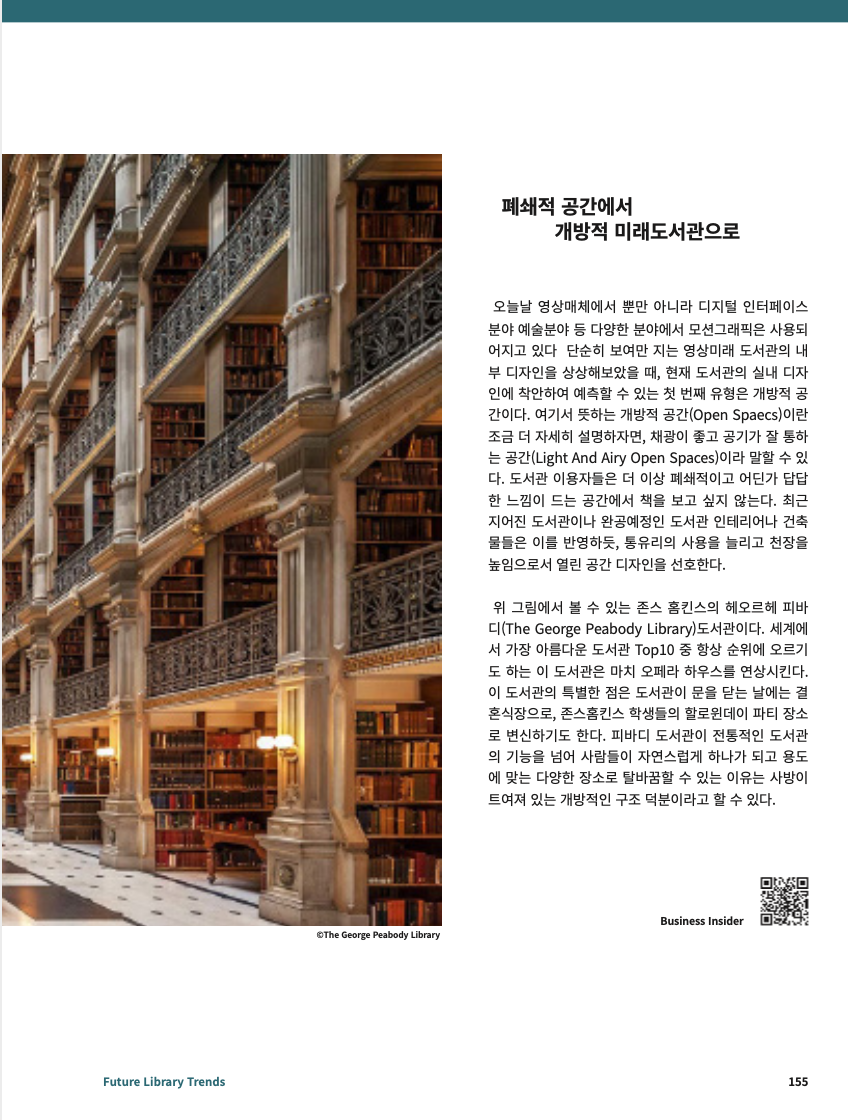 폐쇄적 공간에서
개방적 미래도서관으로
오늘날 영상매체에서 뿐만 아니라 디지털 인터페이스
분야 예술분야 등 다양한 분야에서 모션그래픽은 사용되
어지고 있다 단순히 보여만 지는 영상미래 도서관의 내
부 디자인을 상상해보았을 때, 현재 도서관의 실내 디자
인에 착안하여 예측할 수 있는 첫 번째 유형은 개방적 공
간이다. 여기서 뜻하는 개방적 공간(Open Spaecs)이란
조금 더 자세히 설명하자면, 채광이 좋고 공기가 잘 통하
는 공간(Light And Airy Open Spaces)이라 말할 수 있
다. 도서관 이용자들은 더 이상 폐쇄적이고 어딘가 답답
한 느낌이 드는 공간에서 책을 보고 싶지 않는다. 최근
지어진 도서관이나 완공예정인 도서관 인테리어나 건축
물들은 이를 반영하듯, 통유리의 사용을 늘리고 천장을
높임으로서 열린 공간 디자인을 선호한다.
위 그림에서 볼 수 있는 존스 홉킨스의 헤오르헤 피바
디(The George Peabody Library)도서관이다. 세계에
서 가장 아름다운 도서관 Top10 중 항상 순위에 오르기
도 하는 이 도서관은 마치 오페라 하우스를 연상시킨다.
이 도서관의 특별한 점은 도서관이 문을 닫는 날에는 결
혼식장으로, 존스홉킨스 학생들의 할로윈데이 파티 장소
로 변신하기도 한다. 피바디 도서관이 전통적인 도서관
의 기능을 넘어 사람들이 자연스럽게 하나가 되고 용도
에 맞는 다양한 장소로 탈바꿈할 수 있는 이유는 사방이
트여져 있는 개방적인 구조 덕분이라고 할 수 있다.
Business Insider
©The George Peabody Library
Future Library Trends
155